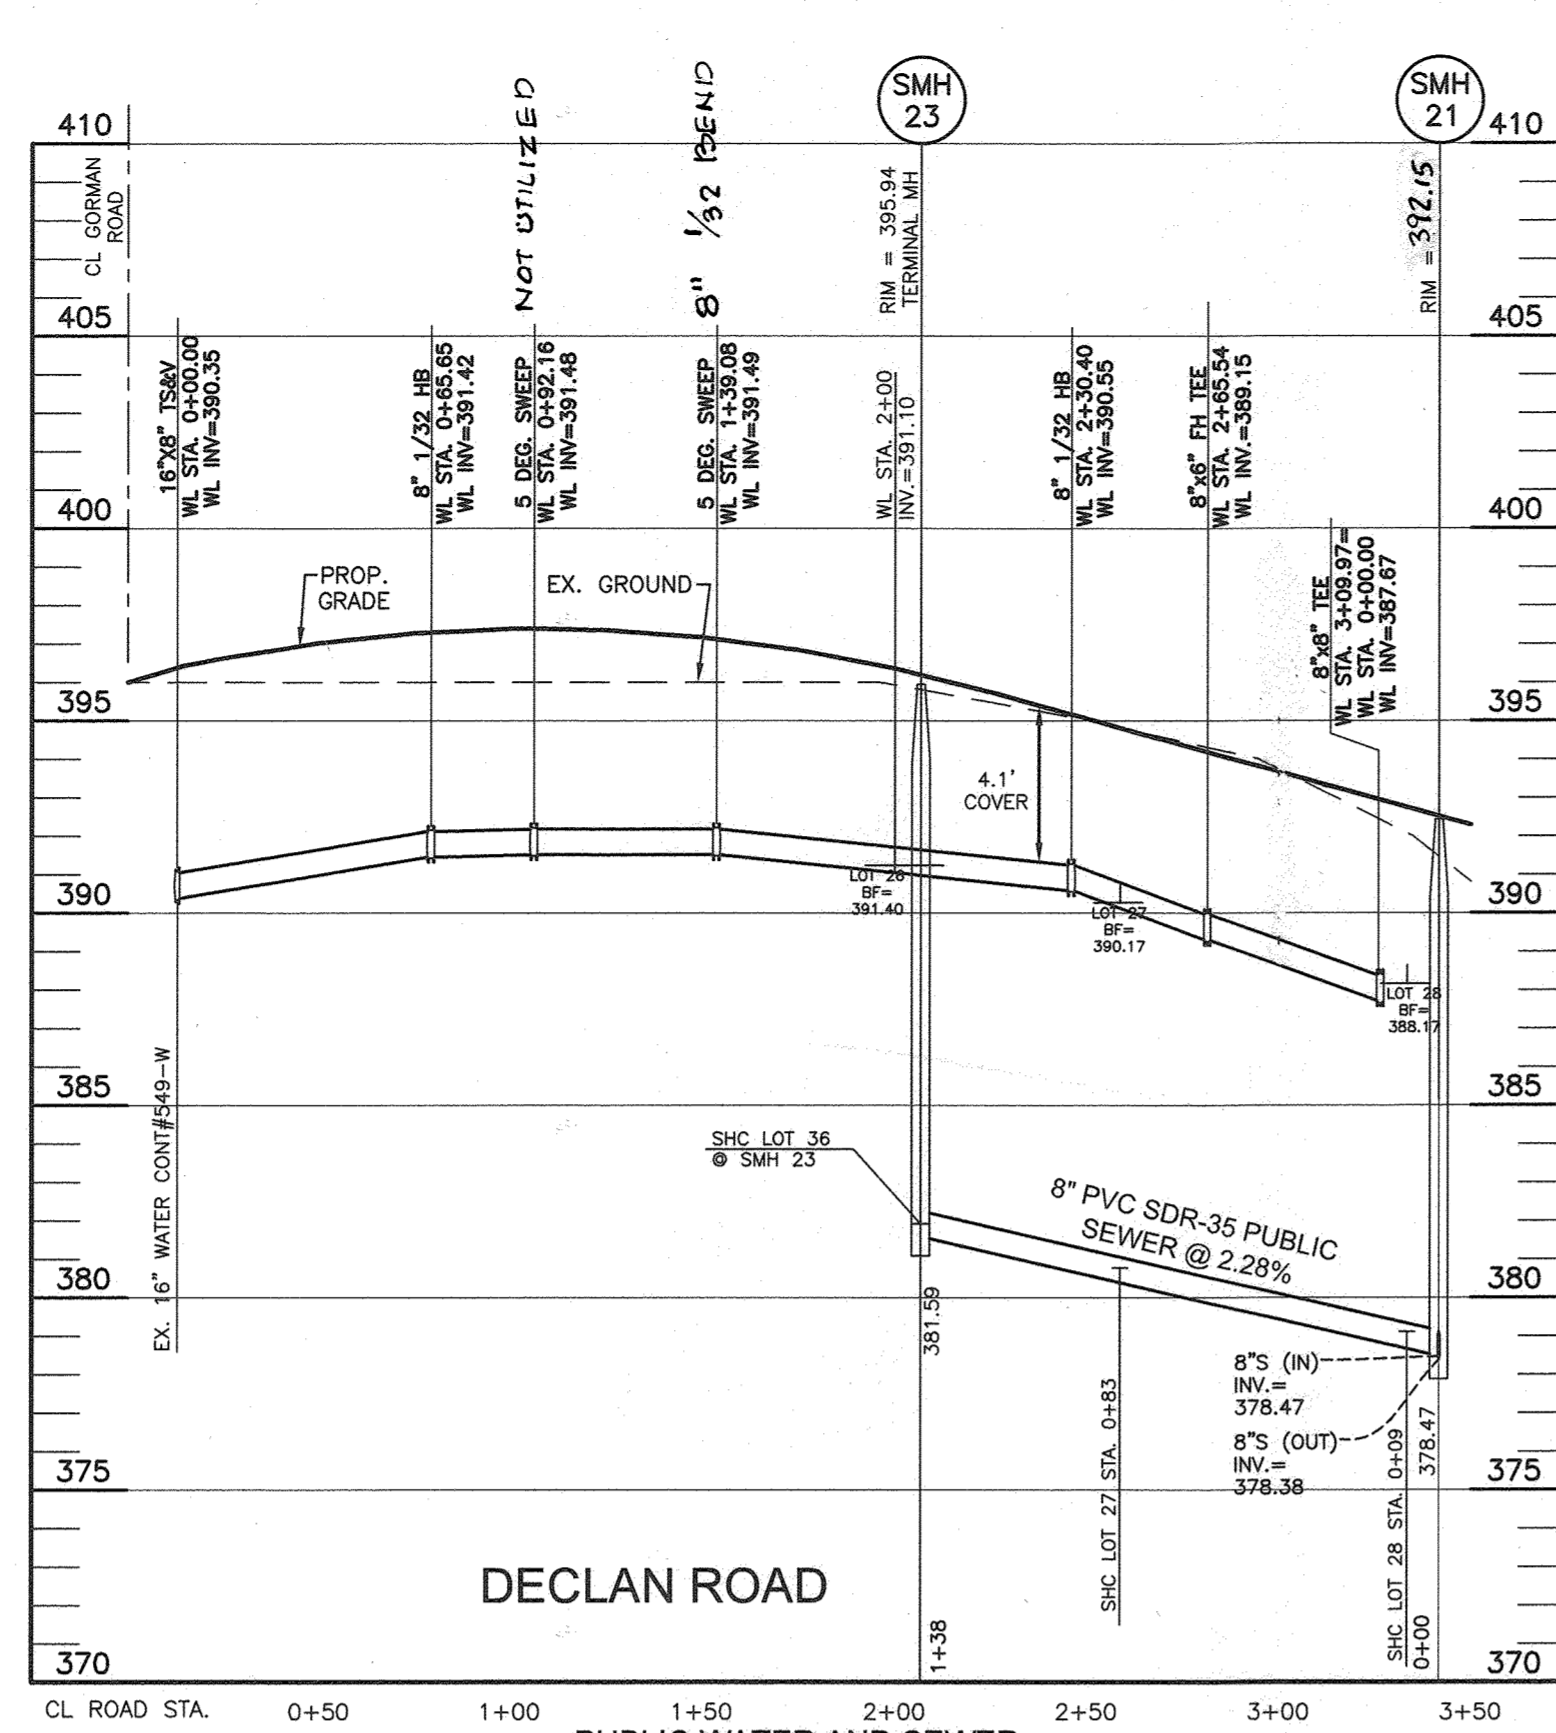 SMH
23
SMH
21
NOT UTILIZED
8" 1/32 BEND
410
410
CL GORMAN
ROAD
RIM = 395.94
TERMINAL MH
RIM = 392.15
405
405
16"X8" TS&V
WL STA. 0+00.00
WL INV=390.35
8" 1/32 HB
WL STA. 0+65.65
WL INV=391.42
5 DEG. SWEEP
WL STA. 0+92.16
WL INV=391.48
5 DEG. SWEEP
WL STA. 1+39.08
WL INV=391.49
WL STA. 2+00
INV.=391.10
8" 1/32 HB
WL STA. 2+30.40
WL INV=390.55
8"x6" FH TEE
WL STA. 2+65.54
WL INV.=389.15
400
400
8"x8" TEE
WL STA. 3+09.97=
WL STA. 0+00.00
WL INV=387.67
PROP.
GRADE
EX. GROUND
395
395
4.1'
COVER
390
390
LOT 26
BF=
391.40
LOT 27
BF=
390.17
LOT 28
BF=
388.17
385
385
EX. 16" WATER CONT#549-W
SHC LOT 36
@ SMH 23
8" PVC SDR-35 PUBLIC
SEWER @ 2.28%
380
380
381.59
8"S (IN)
INV.=
378.47
8"S (OUT)
INV.=
378.38
378.47
SHC LOT 27 STA. 0+83
SHC LOT 28 STA. 0+09
375
375
DECLAN ROAD
1+38
0+00
370
370
CL ROAD STA.
0+50
1+00
1+50
2+00
2+50
3+00
3+50
PUBLIC WATER AND SEWER